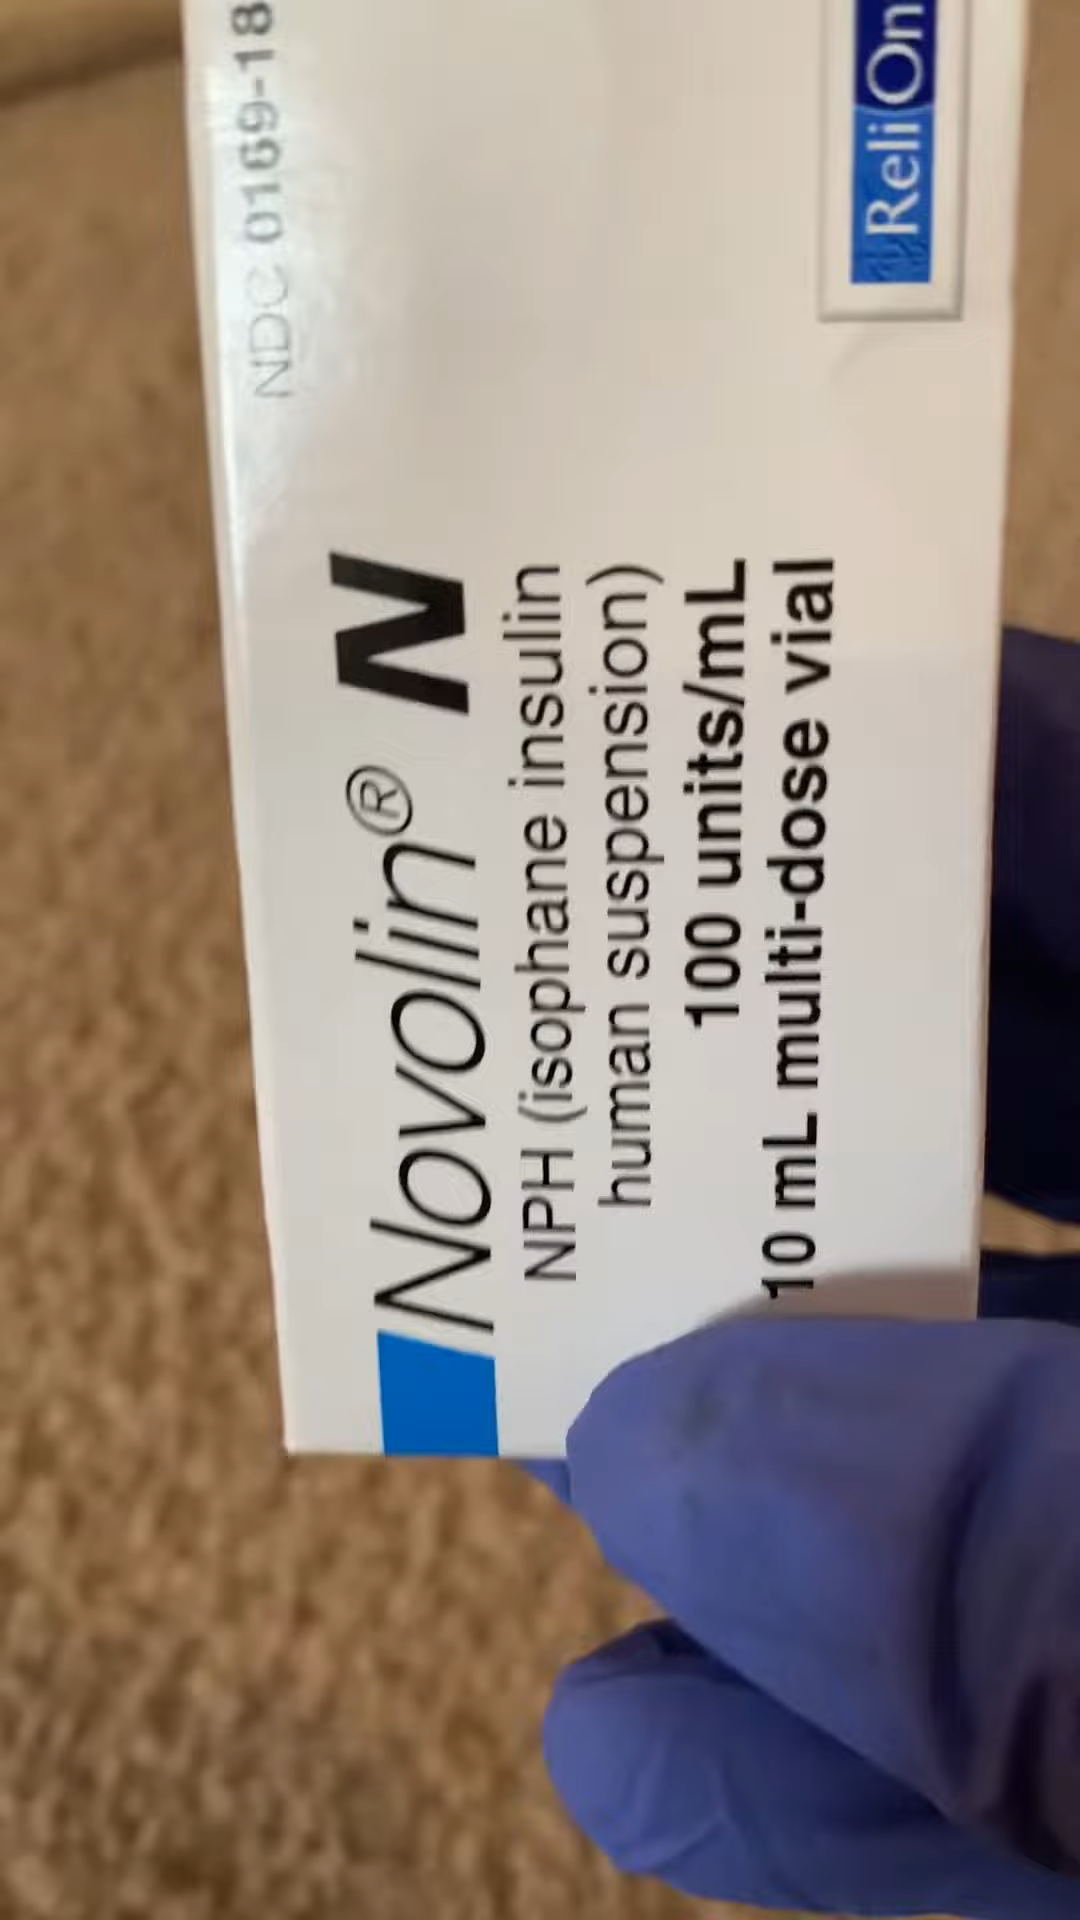 NDC 0169-18
Novolin® N
NPH (isophane insulin
human suspension)
100 units/mL
10 mL multi-dose vial
ReliOn